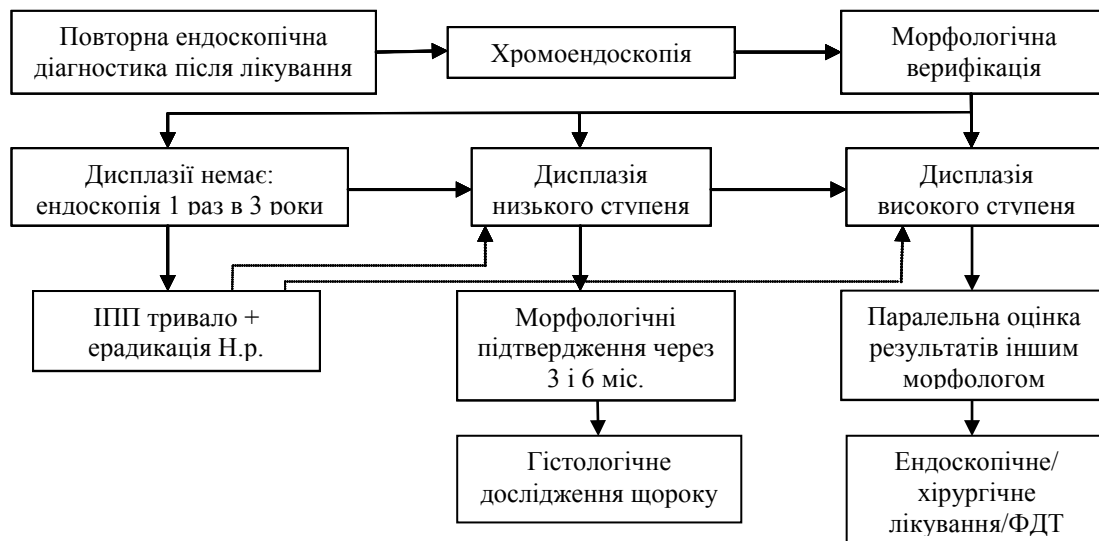 Повторна ендоскопічна
діагностика після лікування
Хромоендоскопія
Морфологічна
верифікація
Дисплазії немає:
ендоскопія 1 раз в 3 роки
Дисплазія
низького ступеня
Дисплазія
високого ступеня
ІПП тривало +
ерадикація Н.р.
Морфологічні
підтвердження через
3 і 6 міс.
Паралельна оцінка
результатів іншим
морфологом
Гістологічне
дослідження щороку
Ендоскопічне/
хірургічне
лікування/ФДТ